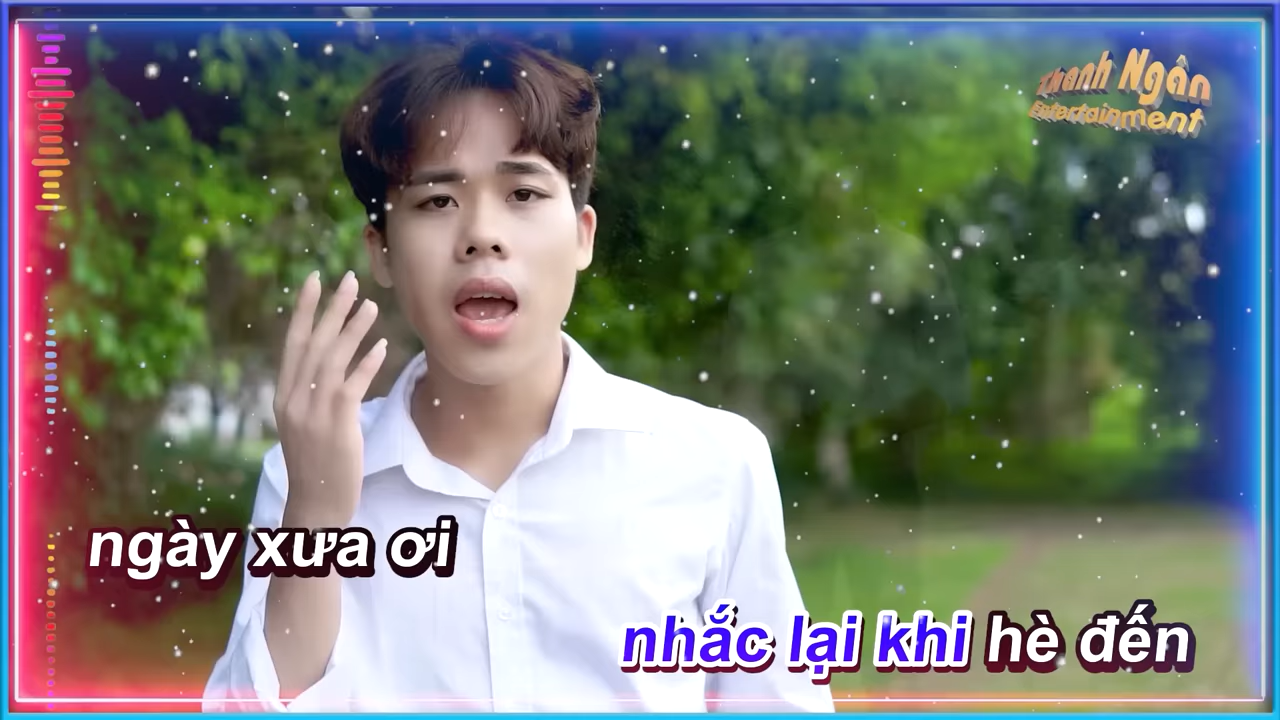 Thanh Ngân
Entertainment
ngày xưa ơi
nhắc lại khi hè đến